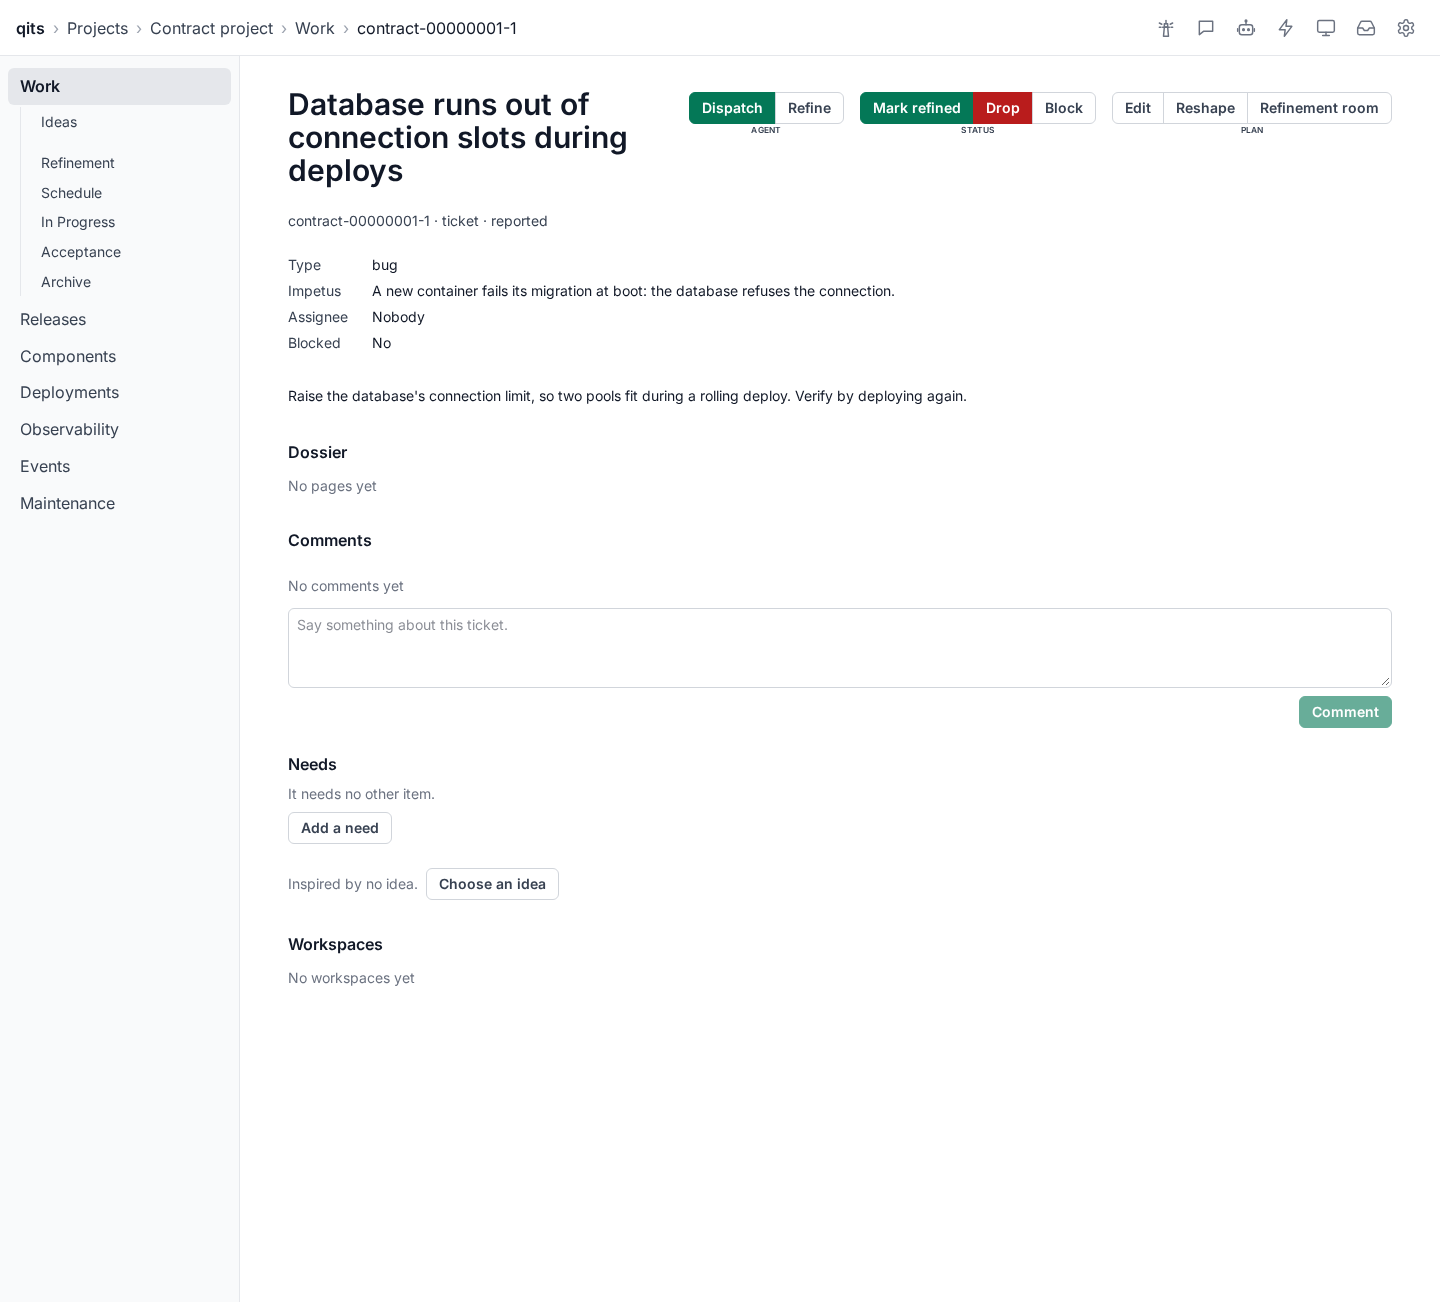 qits › Projects › Contract project › Work › contract-00000001-1
Work
Ideas
Refinement
Schedule
In Progress
Acceptance
Archive
Releases
Components
Deployments
Observability
Events
Maintenance
Database runs out of
connection slots during
deploys
Dispatch Refine
AGENT
Mark refined Drop Block
STATUS
Edit Reshape Refinement room
PLAN
contract-00000001-1 · ticket · reported
Type bug
Impetus A new container fails its migration at boot: the database refuses the connection.
Assignee Nobody
Blocked No
Raise the database's connection limit, so two pools fit during a rolling deploy. Verify by deploying again.
Dossier
No pages yet
Comments
No comments yet
Say something about this ticket.
Comment
Needs
It needs no other item.
Add a need
Inspired by no idea. Choose an idea
Workspaces
No workspaces yet